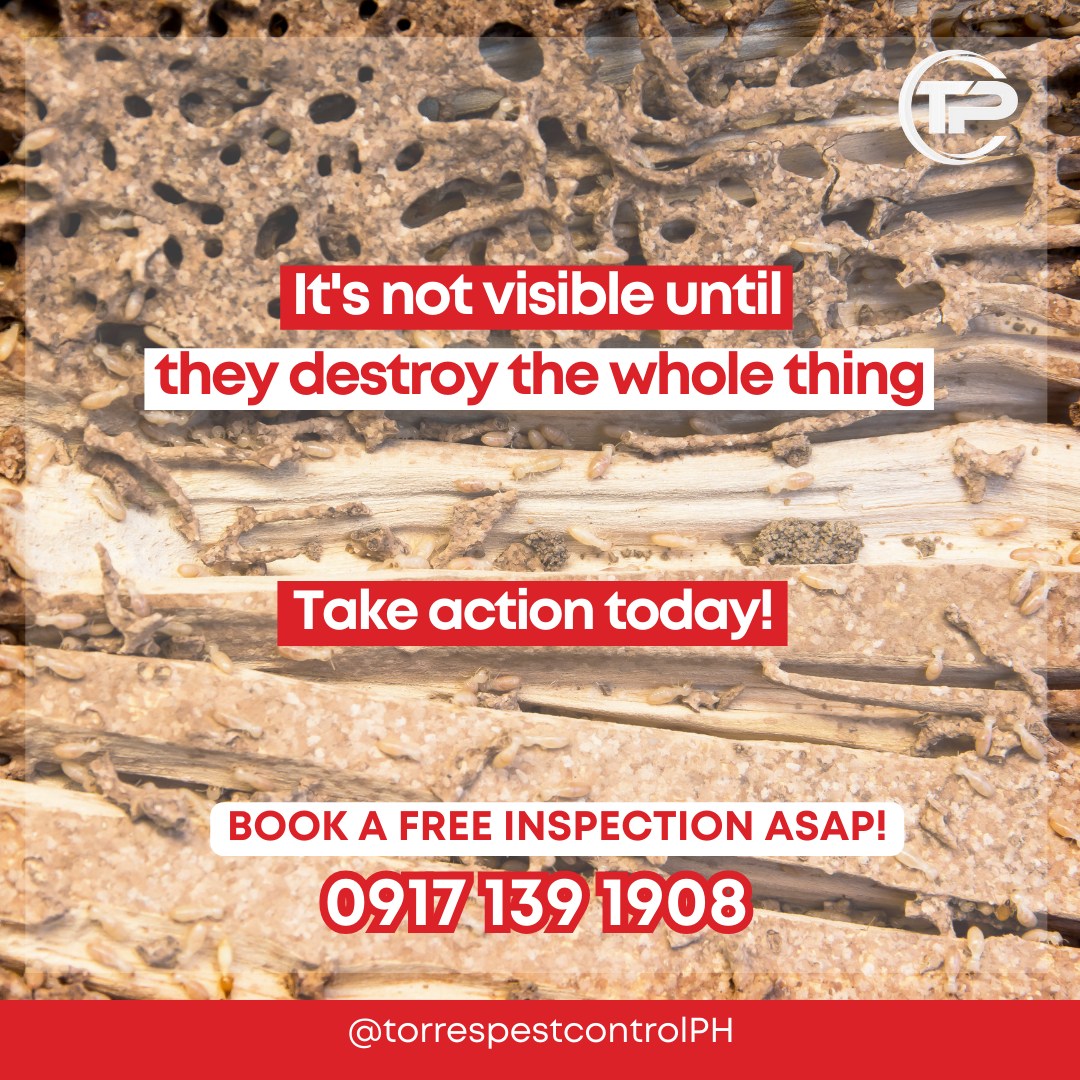 TPC
It's not visible until
they destroy the whole thing
Take action today!
BOOK A FREE INSPECTION ASAP!
0917 139 1908
@torrespestcontrolPH